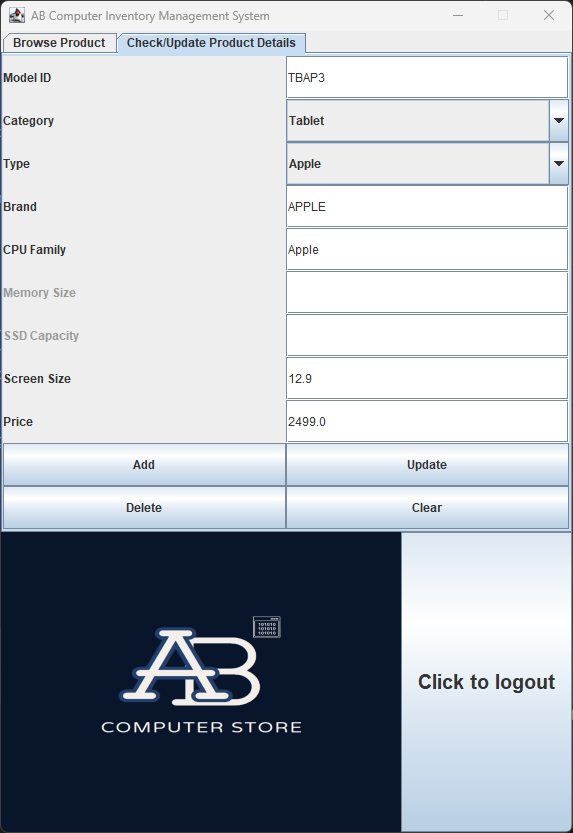 AB Computer Inventory Management System
Browse Product Check/Update Product Details
Model ID TBAP3
Category Tablet
Type Apple
Brand APPLE
CPU Family Apple
Memory Size
SSD Capacity
Screen Size 12.9
Price 2499.0
Add Update
Delete Clear
101010
101010
101010
AB
COMPUTER STORE
Click to logout